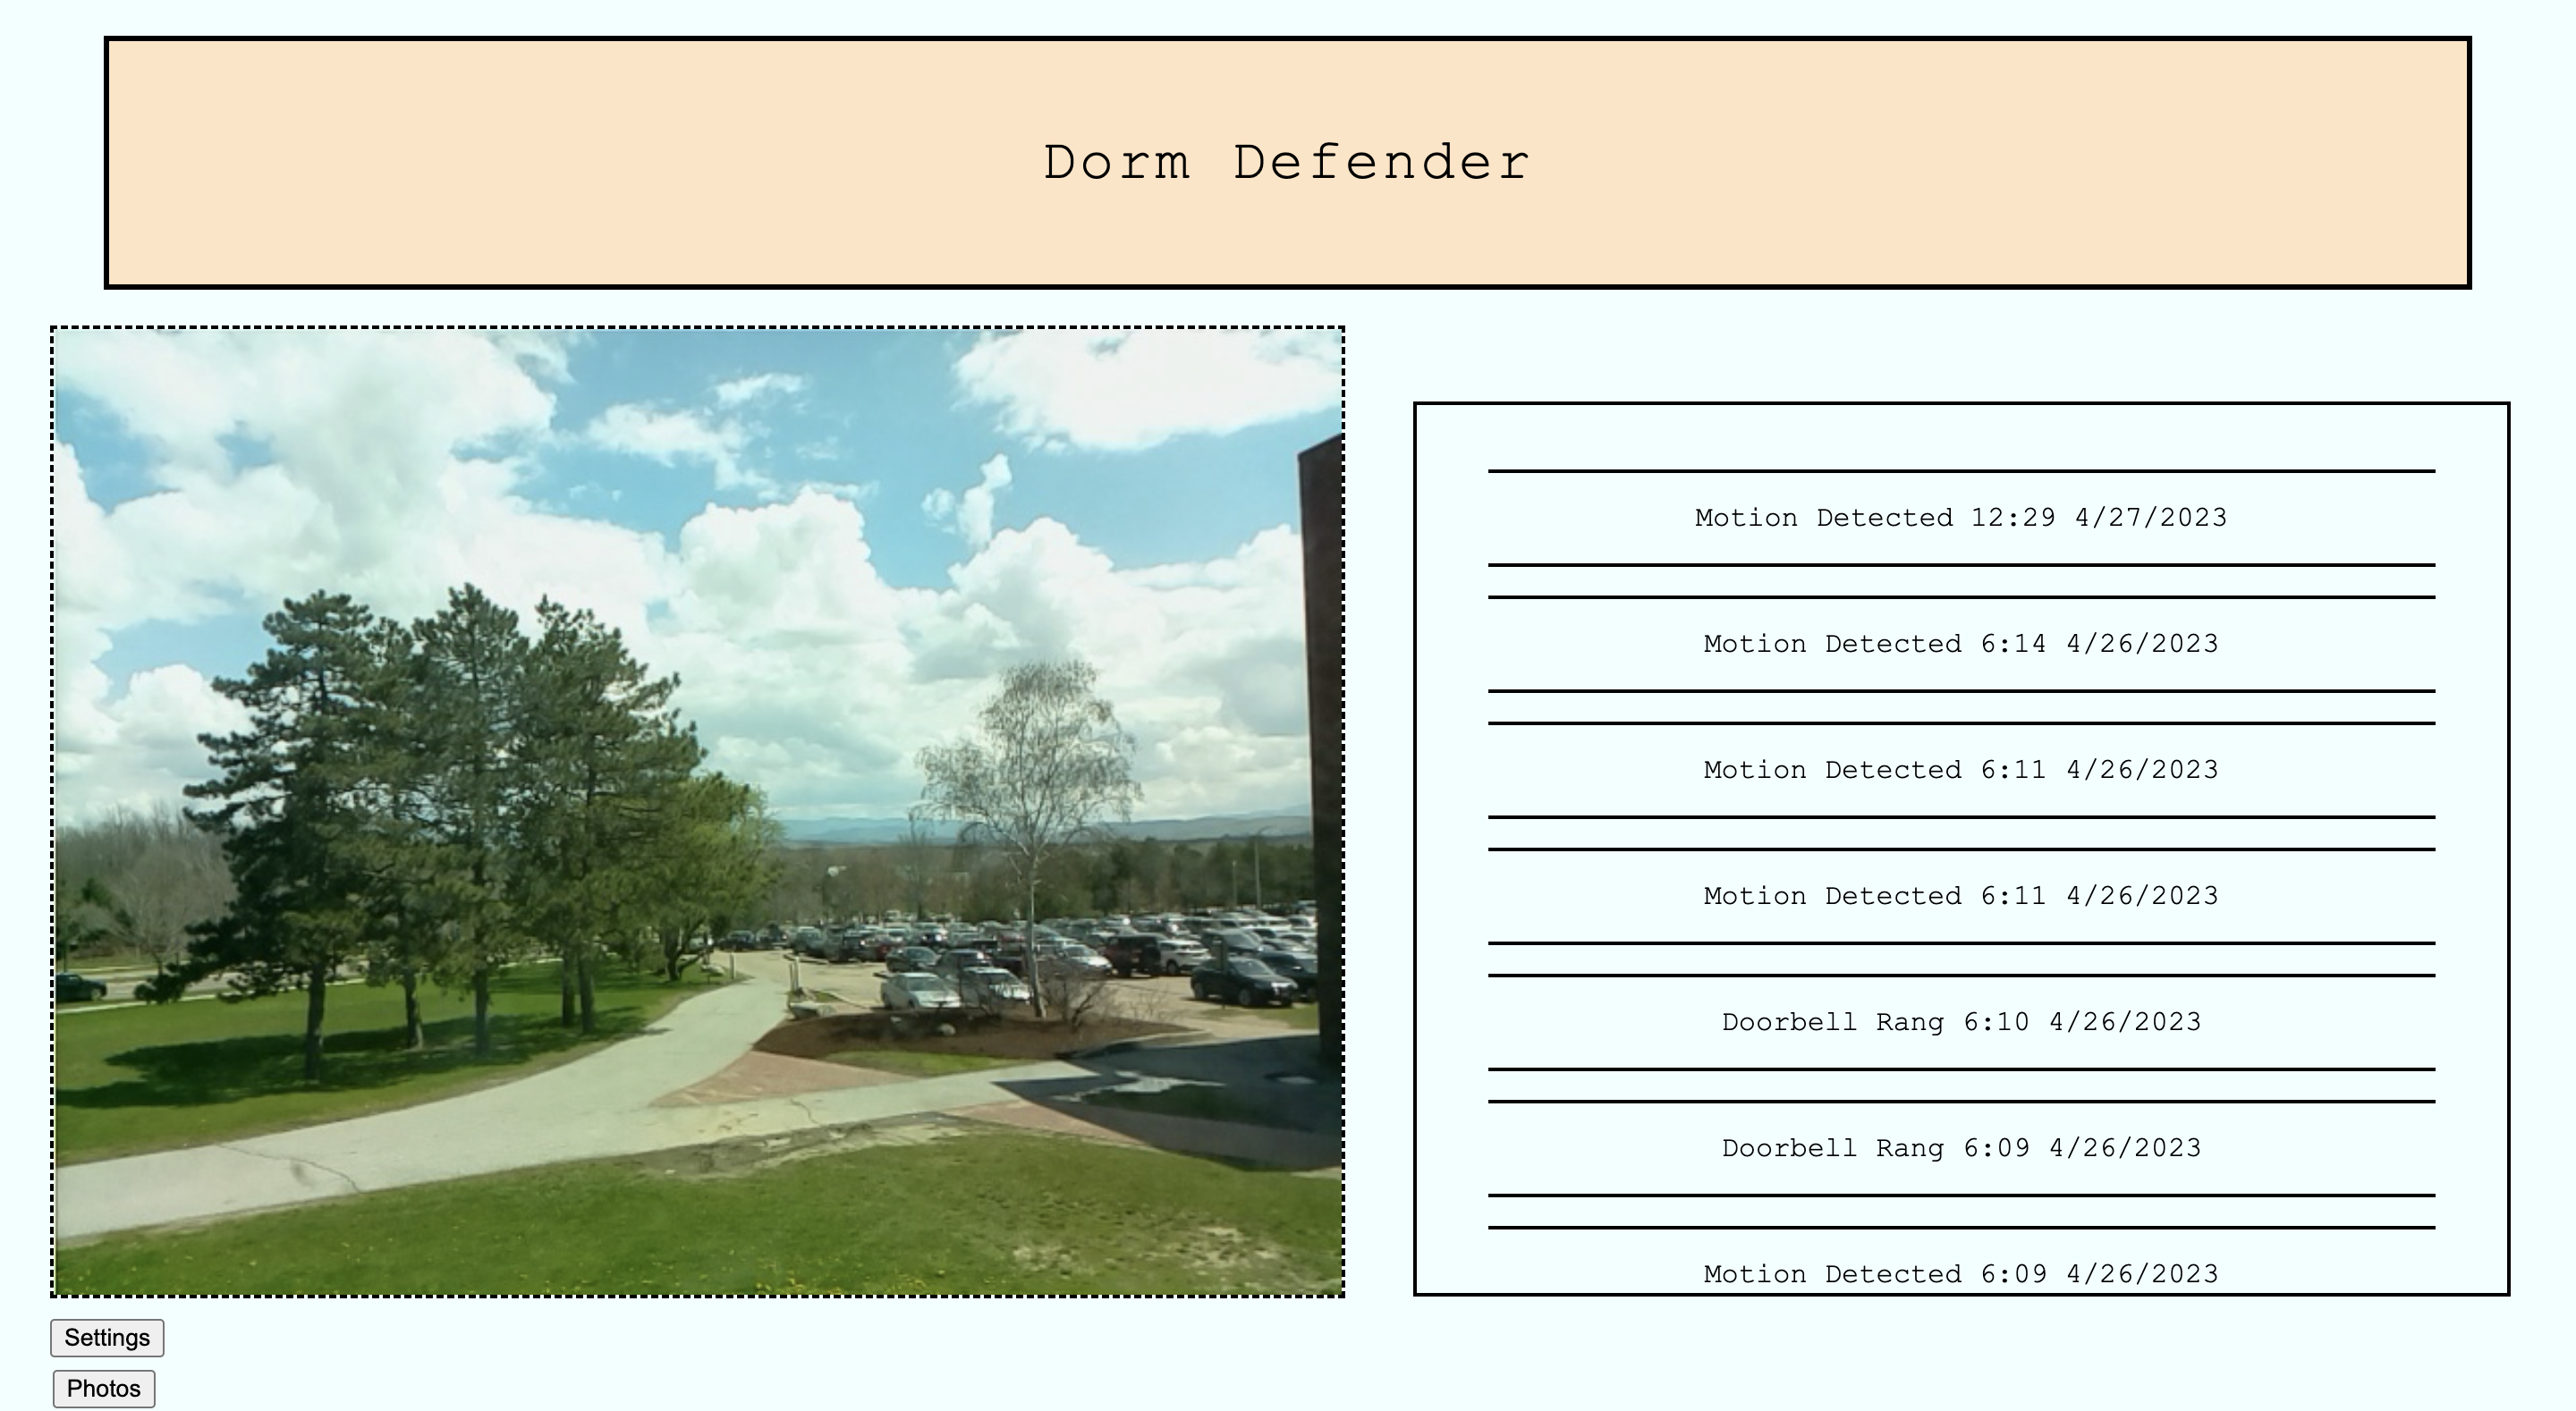 Dorm Defender
Motion Detected 12:29 4/27/2023
Motion Detected 6:14 4/26/2023
Motion Detected 6:11 4/26/2023
Motion Detected 6:11 4/26/2023
Doorbell Rang 6:10 4/26/2023
Doorbell Rang 6:09 4/26/2023
Motion Detected 6:09 4/26/2023
Settings
Photos